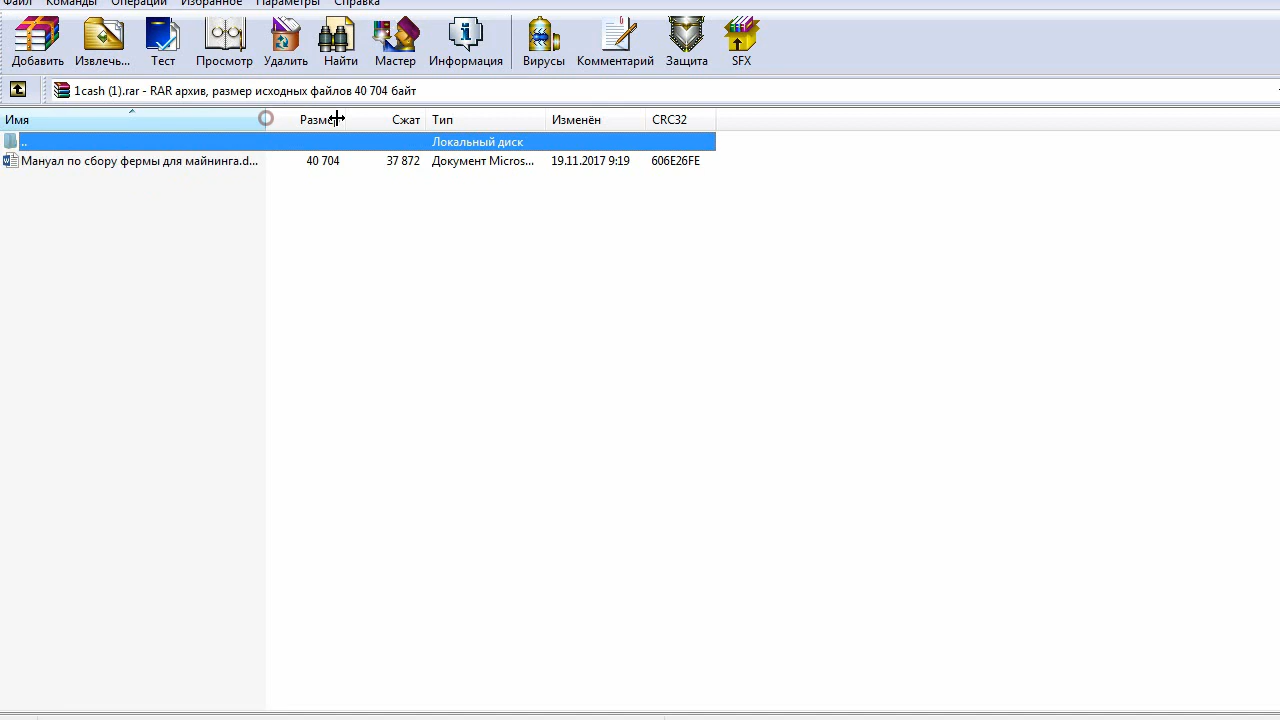 Файл Команды Операции Избранное Параметры Справка
Добавить Извлечь... Тест Просмотр Удалить Найти Мастер Информация Вирусы Комментарий Защита SFX
1cash (1).rar - RAR архив, размер исходных файлов 40 704 байт
Имя Разме Сжат Тип Изменён CRC32
.. Локальный диск
Мануал по сбору фермы для майнинга.d... 40 704 37 872 Документ Micros... 19.11.2017 9:19 606E26FE